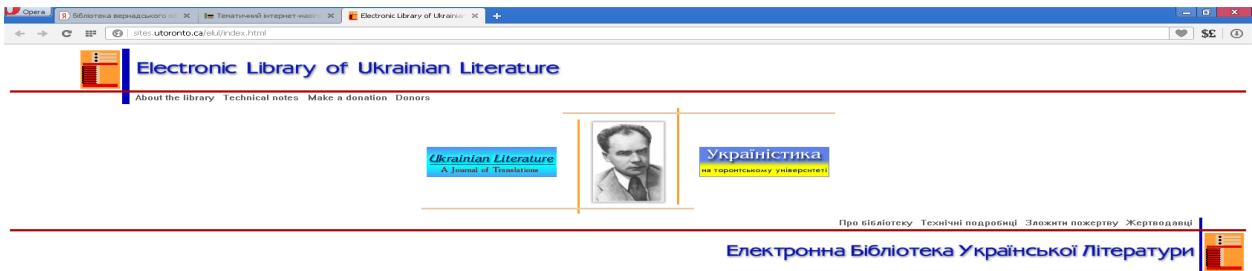 Opera
бібліотека вернадського о
Тематичний інтернет-нав
Electronic Library of Ukrainian
sites.utoronto.ca/elul/index.html
$£
Electronic Library of Ukrainian Literature
About the library Technical notes Make a donation Donors
Ukrainian Literature
A Journal of Translations
Україністика
на торонтському університеті
Про бібліотеку Технічні подробиці Зложити пожертву Жертводавці
Електронна Бібліотека Української Літератури